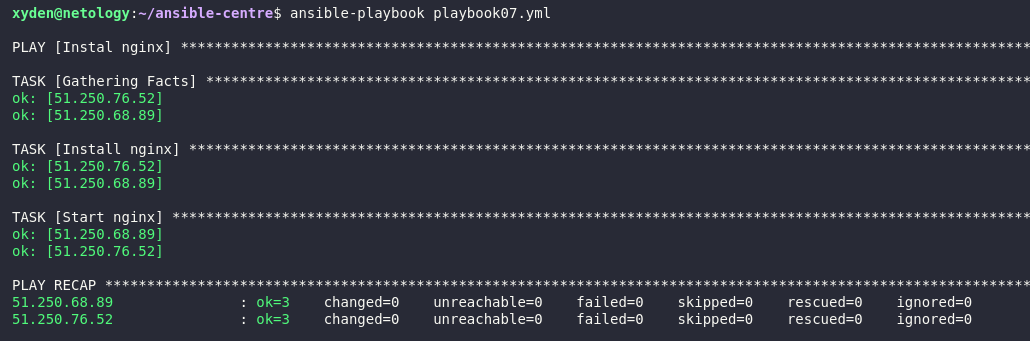 xyden@netology:~/ansible-centre$ ansible-playbook playbook07.yml
PLAY [Instal nginx] *****************************************************************************************************
TASK [Gathering Facts] **************************************************************************************************
ok: [51.250.76.52]
ok: [51.250.68.89]
TASK [Install nginx] ****************************************************************************************************
ok: [51.250.76.52]
ok: [51.250.68.89]
TASK [Start nginx] ******************************************************************************************************
ok: [51.250.68.89]
ok: [51.250.76.52]
PLAY RECAP **************************************************************************************************************
51.250.68.89               : ok=3    changed=0    unreachable=0    failed=0    skipped=0    rescued=0    ignored=0
51.250.76.52               : ok=3    changed=0    unreachable=0    failed=0    skipped=0    rescued=0    ignored=0